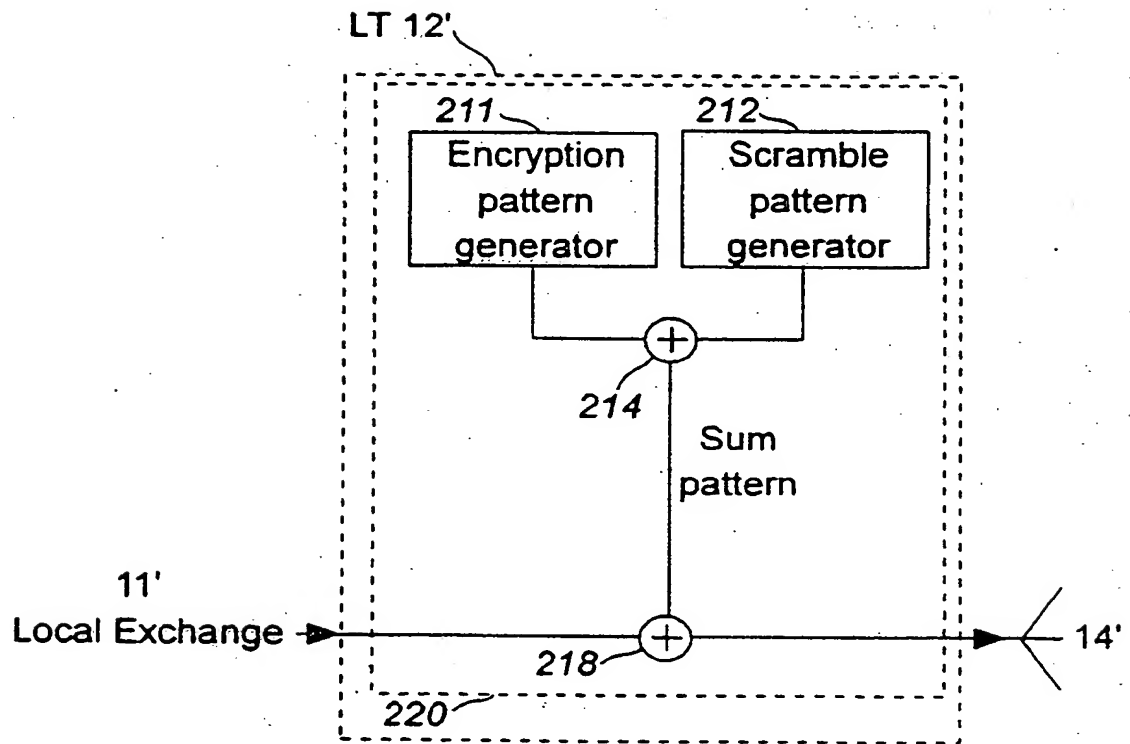 LT 12'
211
212
Encryption
pattern
generator
Scramble
pattern
generator
+
214
Sum
pattern
11'
Local Exchange
+
14'
218
220